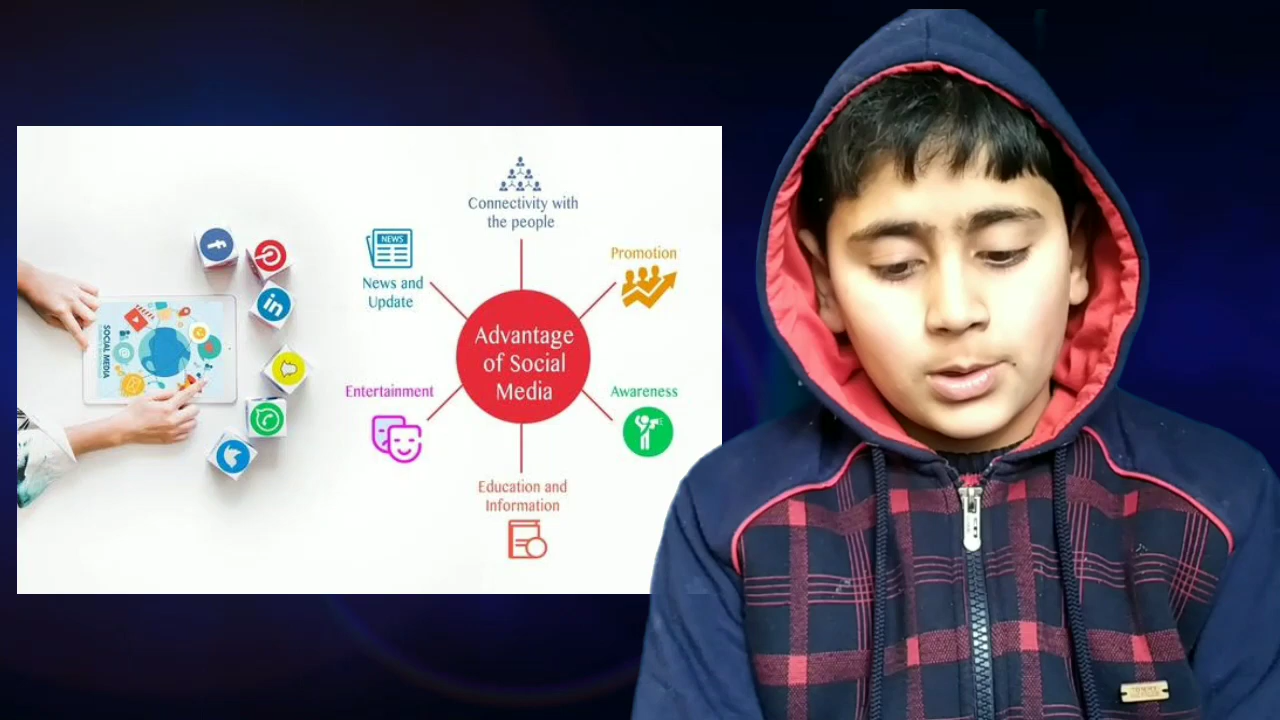 Connectivity with
the people
NEWS
News and
Update
Promotion
Advantage
of Social
Media
Entertainment
Awareness
Education and
Information
SOCIAL
MEDIA